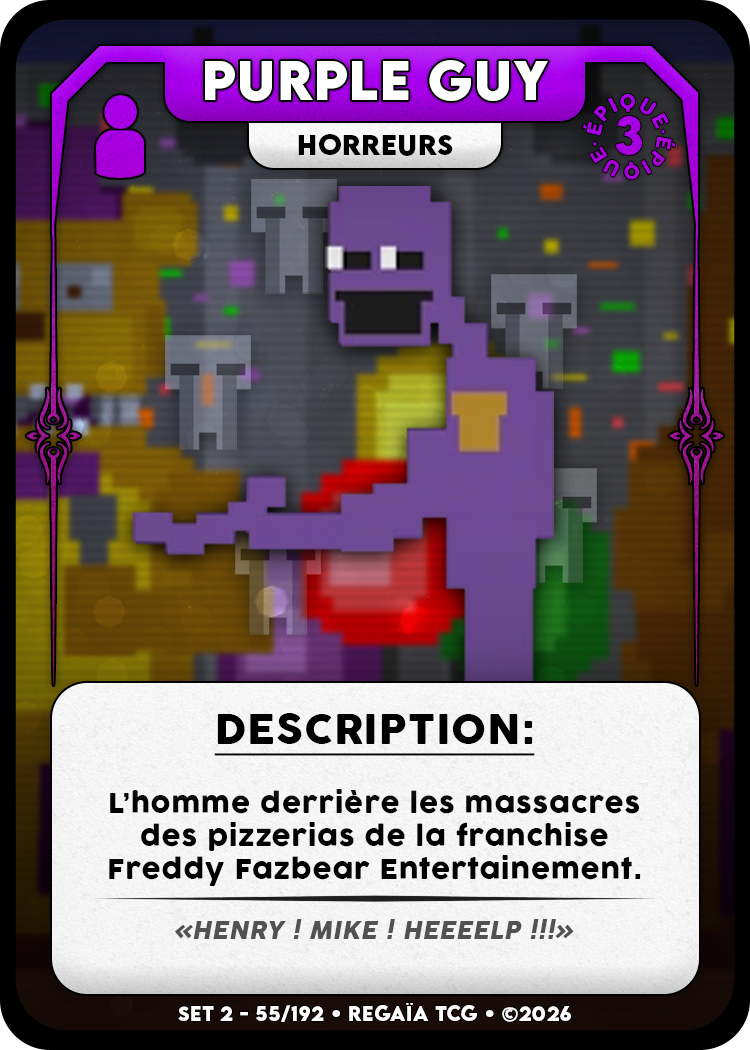 PURPLE GUY
HORREURS
ÉPIQUE · ÉPIQUE ·
3
DESCRIPTION:
L'homme derrière les massacres
des pizzerias de la franchise
Freddy Fazbear Entertainement.
«HENRY ! MIKE ! HEEEELP !!!»
SET 2 - 55/192 • REGAÏA TCG • ©2026